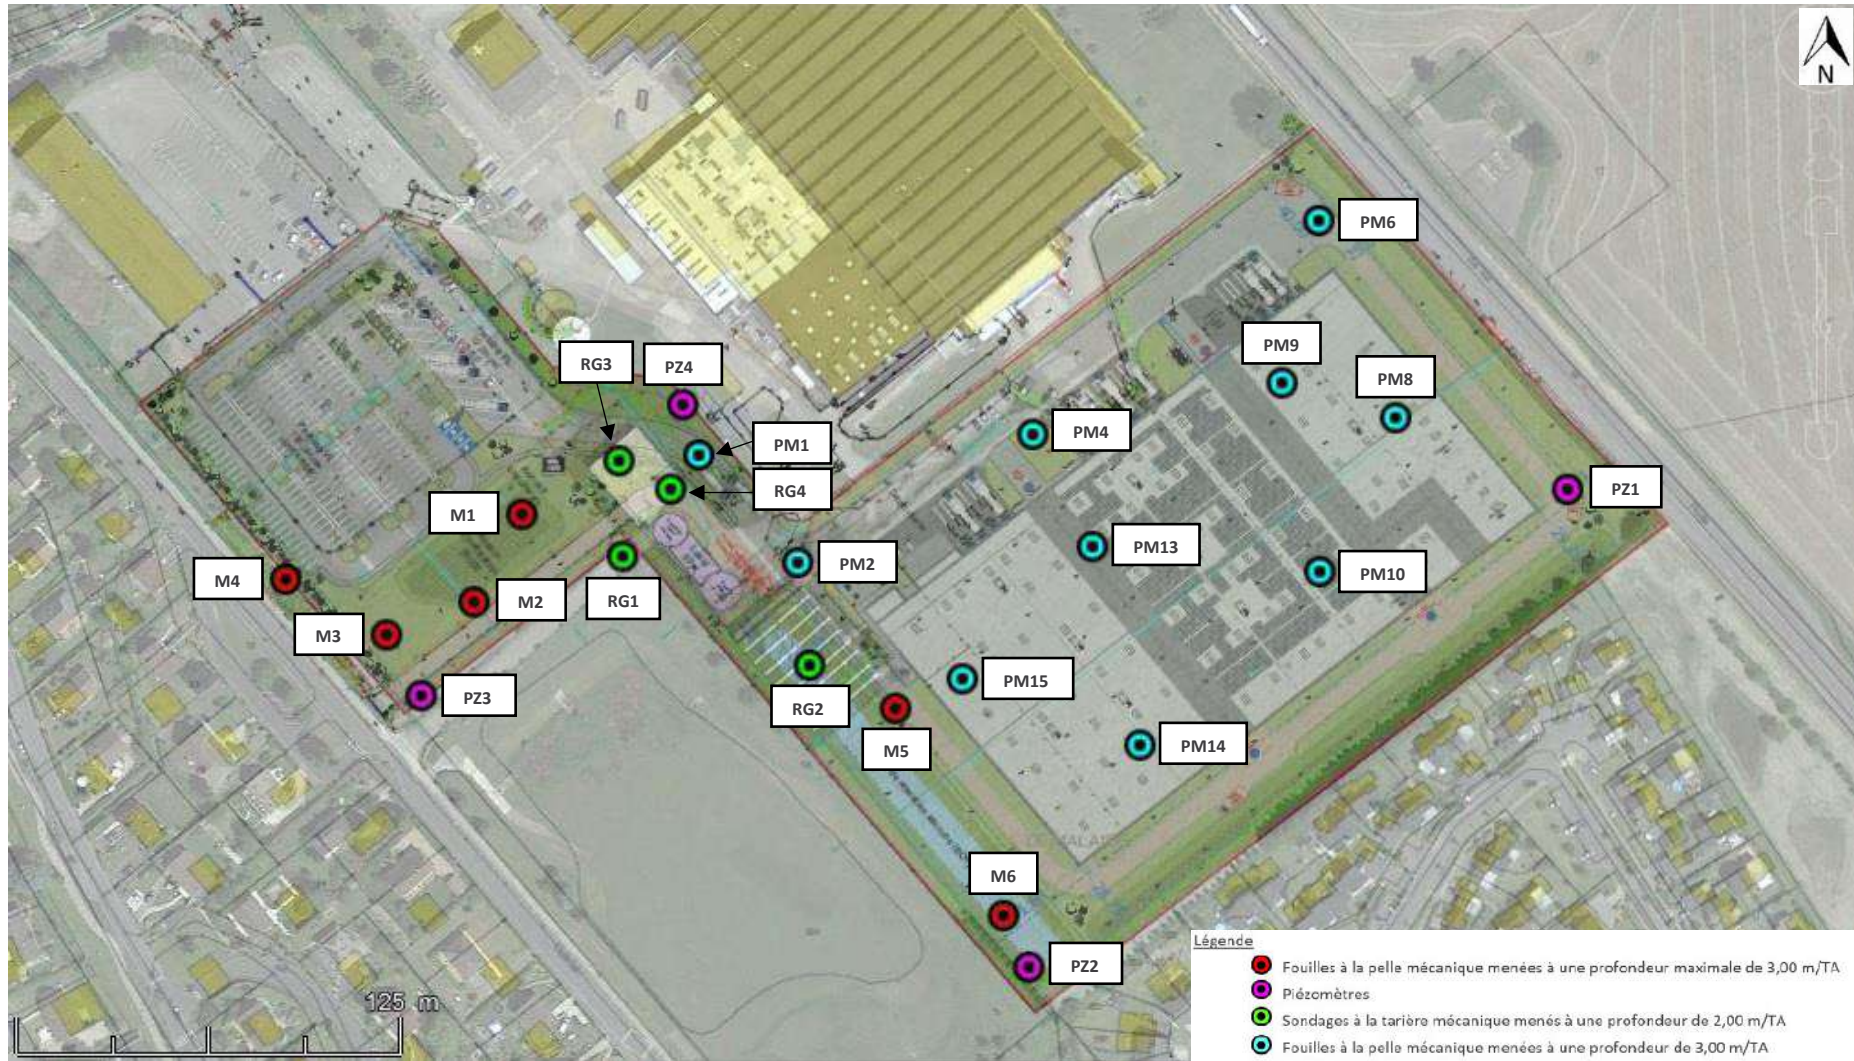 N
PM6
RG3
PZ4
PM9
PM8
PM1
PM4
RG4
PZ1
M1
PM13
PM2
PM10
M4
M2
RG1
M3
PM15
PZ3
RG2
M5
PM14
M6
PZ2
125 m
Légende
Fouilles à la pelle mécanique menées à une profondeur maximale de 3,00 m/TA
Piézomètres
Sondages à la tarière mécanique menés à une profondeur de 2,00 m/TA
Fouilles à la pelle mécanique menées à une profondeur de 3,00 m/TA